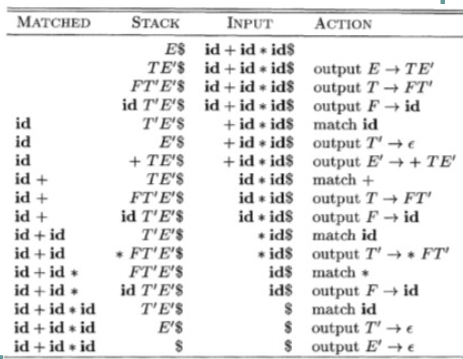 MATCHED STACK INPUT ACTION
E$ id + id * id$
TE'$ id + id * id$ output E → TE'
FT'E'$ id + id * id$ output T → FT'
id T'E'$ id + id * id$ output F → id
id T'E'$ + id * id$ match id
id E'$ + id * id$ output T' → ϵ
id + TE'$ + id * id$ output E' → + TE'
id + TE'$ id * id$ match +
id + FT'E'$ id * id$ output T → FT'
id + id T'E'$ id * id$ output F → id
id + id T'E'$ * id$ match id
id + id * FT'E'$ * id$ output T' → * FT'
id + id * FT'E'$ id$ match *
id + id * id T'E'$ id$ output F → id
id + id * id T'E'$ $ match id
id + id * id E'$ $ output T' → ϵ
id + id * id $ $ output E' → ϵ